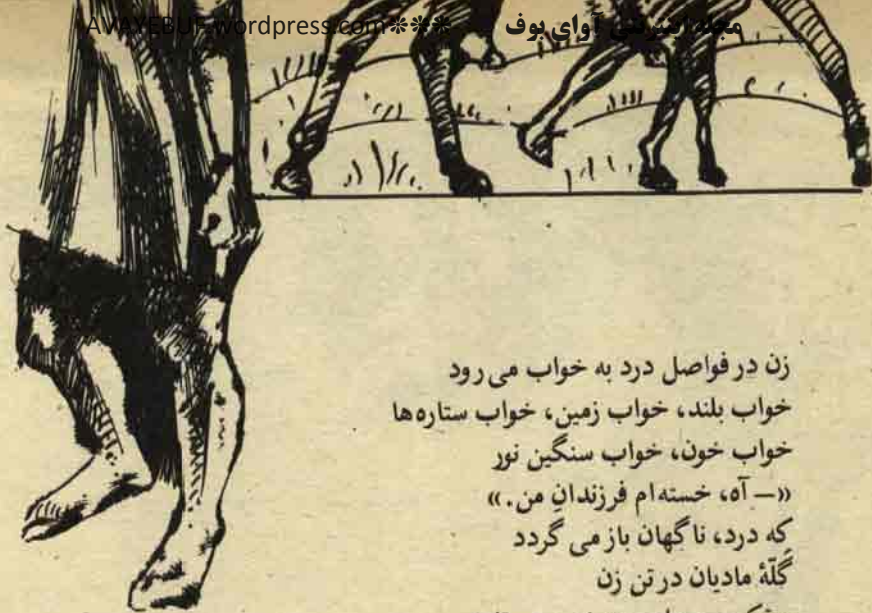 مجله اینترنتی آوای بوف *** AVAYEBUF.wordpress.com
زن در فواصل درد به خواب می‌رود
خواب بلند، خواب زمین، خواب ستاره‌ها
خواب خون، خواب سنگین نور
«— آه، خسته‌ام فرزندانِ من.»
که درد، ناگهان باز می‌گردد
گلّهٔ مادیان در تن زن